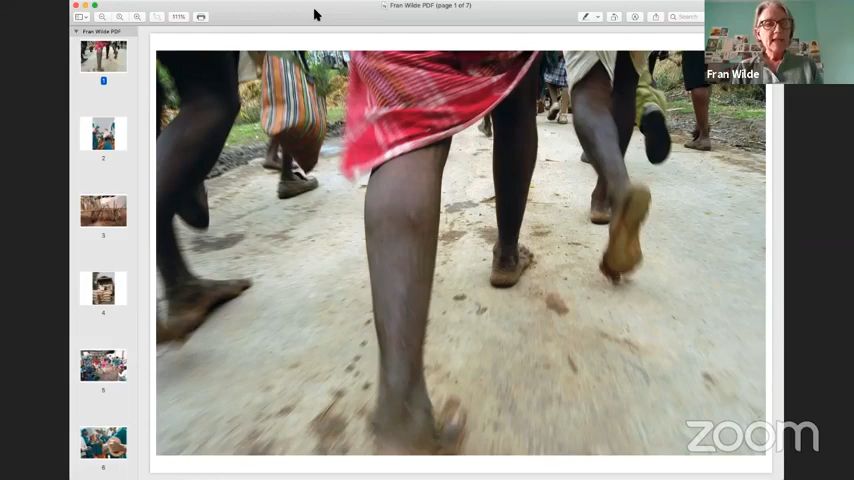 Fran Wilde PDF (page 1 of 7)
111%
Search
Fran Wilde PDF
1
2
3
4
5
6
Fran Wilde
zoom